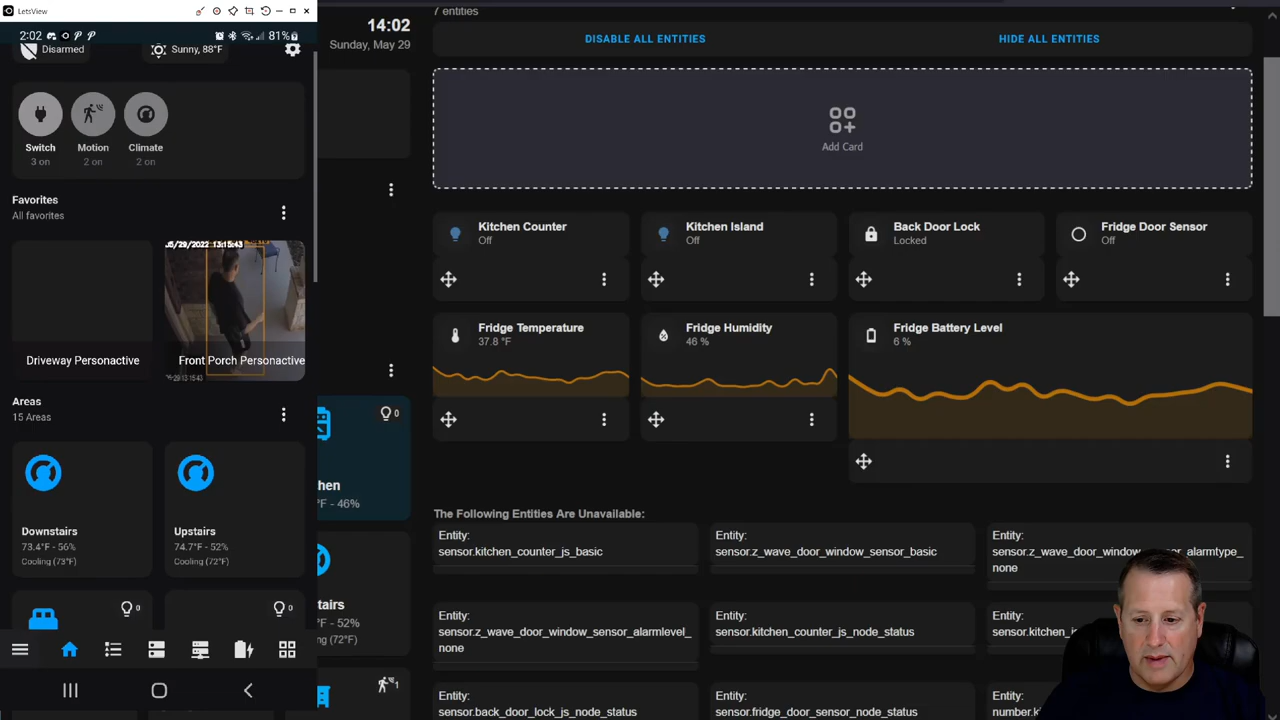 LetsView
2:02
81%
Disarmed
Sunny, 88°F
Switch
3 on
Motion
2 on
Climate
2 on
Favorites
All favorites
Driveway Personactive
Front Porch Personactive
Areas
15 Areas
Downstairs
73.4°F - 56%
Cooling (73°F)
Upstairs
74.7°F - 52%
Cooling (72°F)
0
0
14:02
Sunday, May 29
0
hen
°F - 46%
tairs
°F - 52%
ng (72°F)
1
7 entities
DISABLE ALL ENTITIES
HIDE ALL ENTITIES
Add Card
Kitchen Counter
Off
Kitchen Island
Off
Back Door Lock
Locked
Fridge Door Sensor
Off
Fridge Temperature
37.8 °F
Fridge Humidity
46 %
Fridge Battery Level
6 %
The Following Entities Are Unavailable:
Entity:
sensor.kitchen_counter_js_basic
Entity:
sensor.z_wave_door_window_sensor_basic
Entity:
sensor.z_wave_door_window_sensor_alarmtype_
none
Entity:
sensor.z_wave_door_window_sensor_alarmlevel_
none
Entity:
sensor.kitchen_counter_js_node_status
Entity:
Entity:
sensor.back_door_lock_js_node_status
Entity:
sensor.fridge_door_sensor_node_status
Entity: